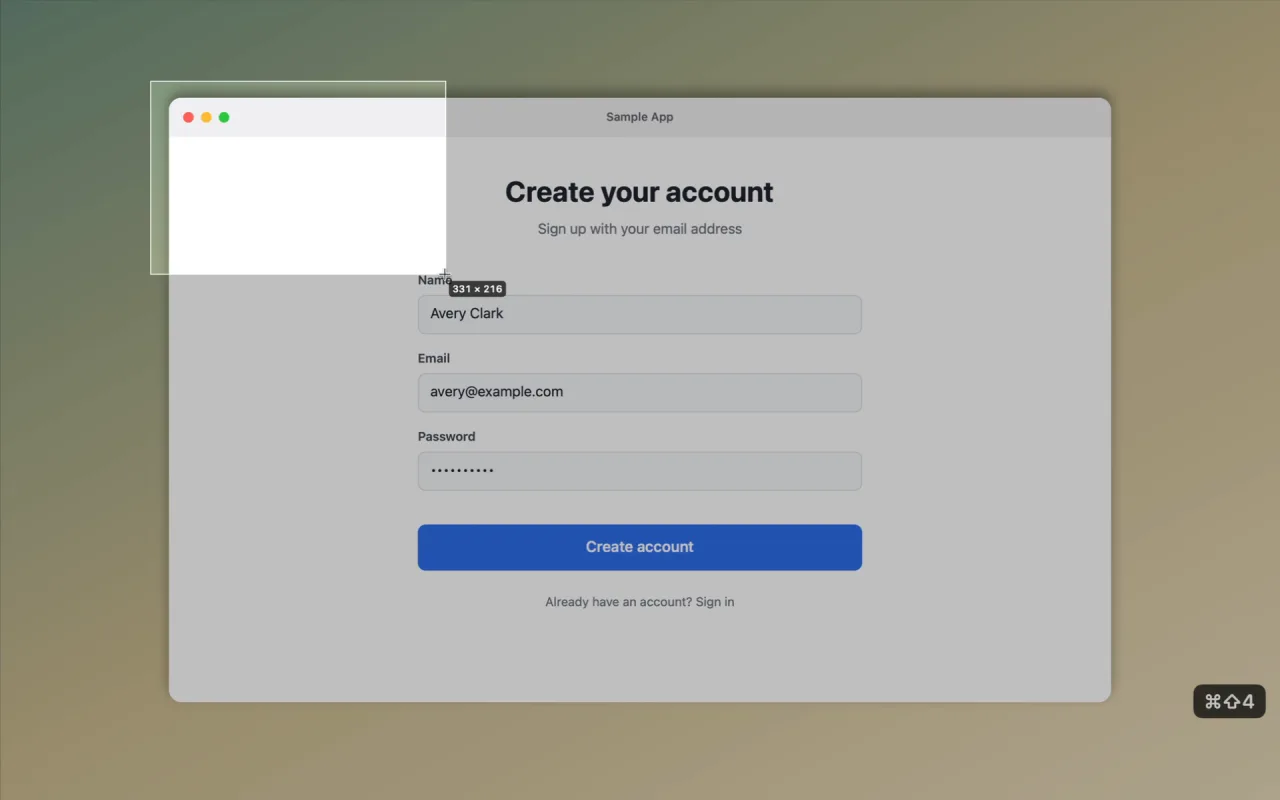 Sample App
Create your account
Sign up with your email address
Name
331 × 216
Avery Clark
Email
avery@example.com
Password
••••••••••
Create account
Already have an account? Sign in
⌘⇧4